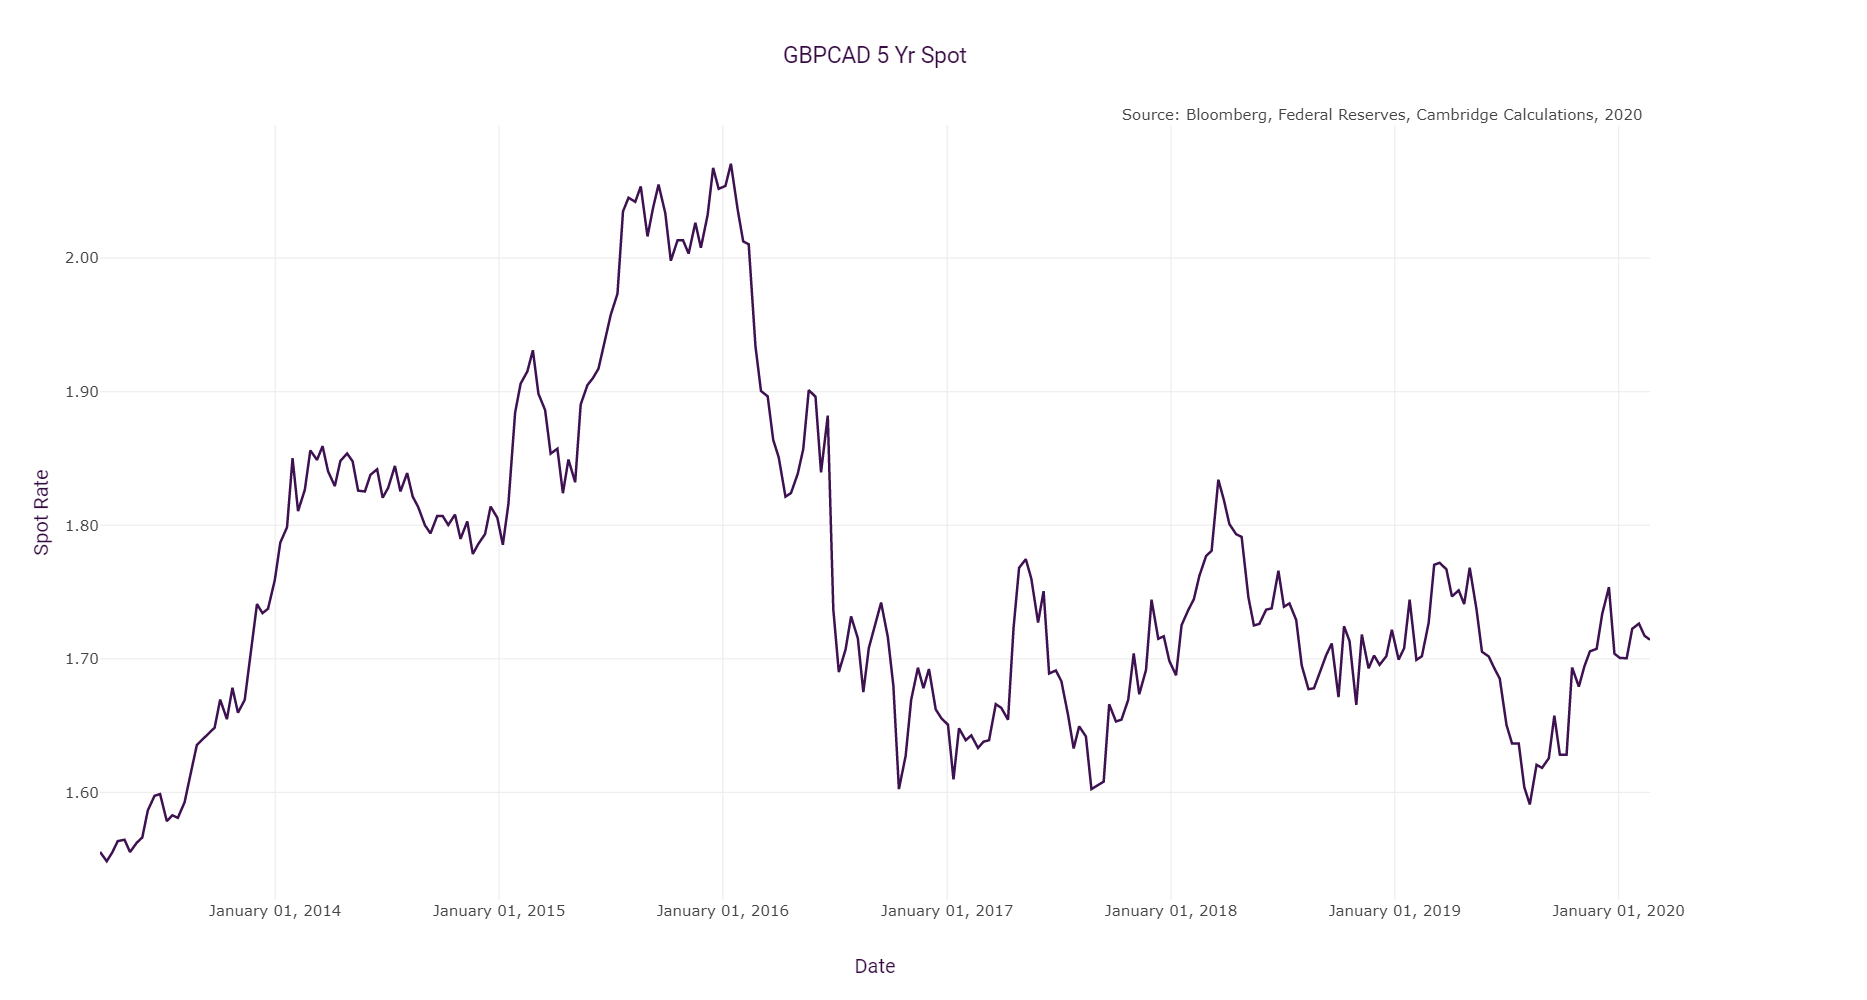 GBPCAD 5 Yr Spot
Source: Bloomberg, Federal Reserves, Cambridge Calculations, 2020
2.00
1.90
1.80
1.70
1.60
Spot Rate
January 01, 2014
January 01, 2015
January 01, 2016
January 01, 2017
January 01, 2018
January 01, 2019
January 01, 2020
Date